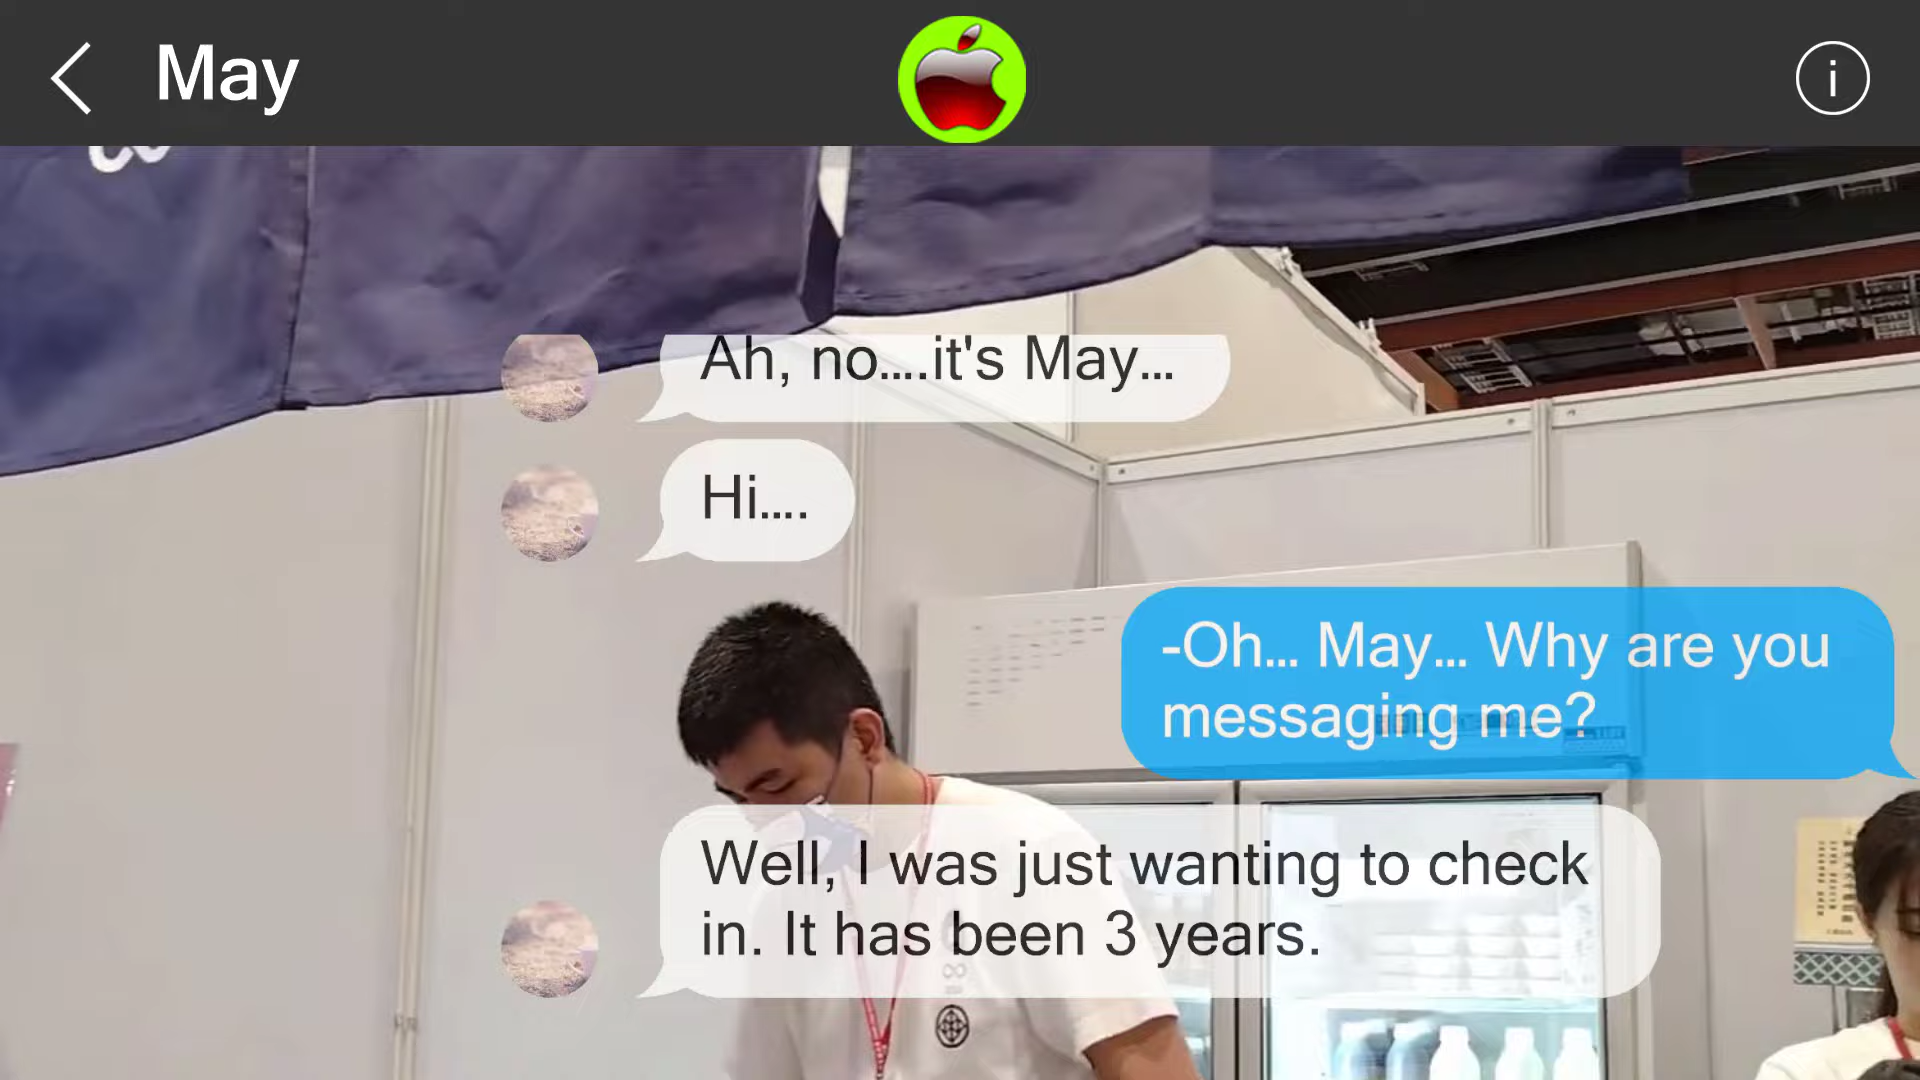 May
Ah, no....it's May...
Hi....
-Oh... May... Why are you
messaging me?
Well, I was just wanting to check
in. It has been 3 years.